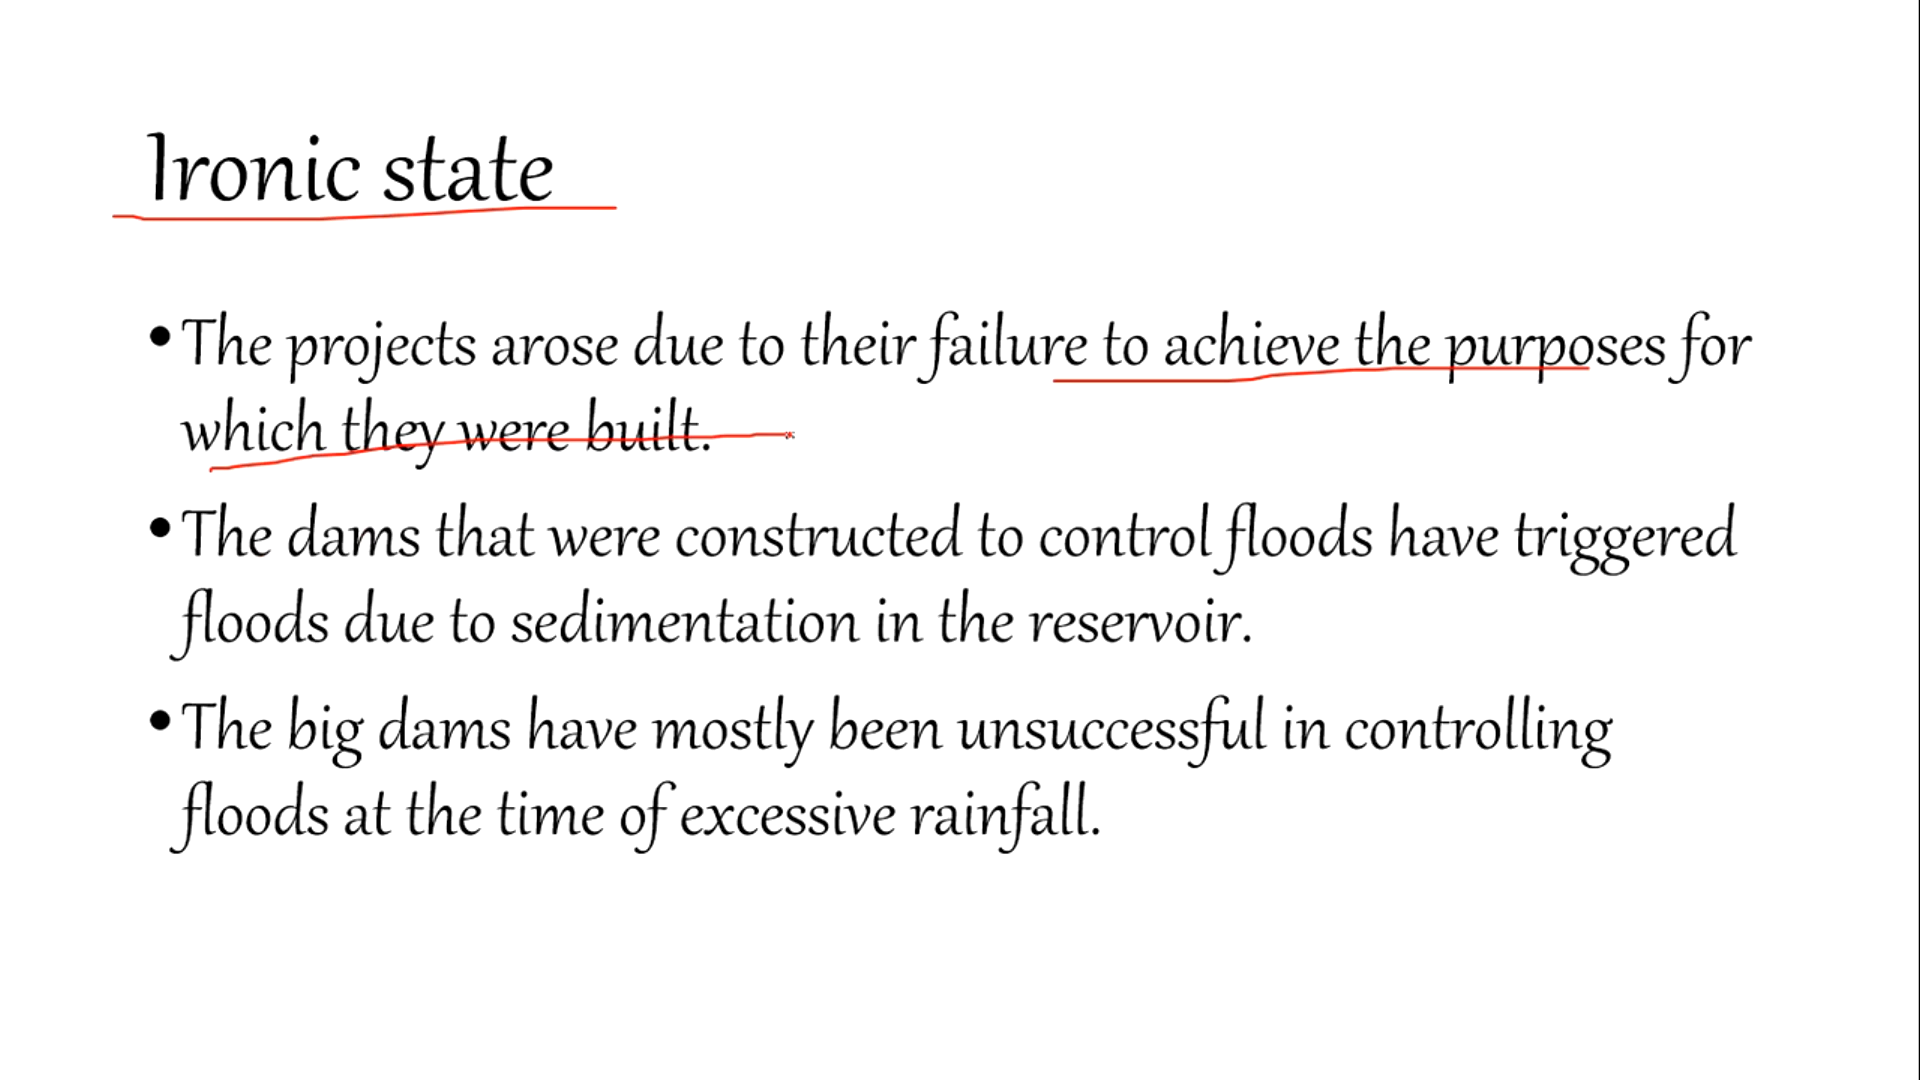 Ironic state
• The projects arose due to their failure to achieve the purposes for
which they were built.
• The dams that were constructed to control floods have triggered
floods due to sedimentation in the reservoir.
• The big dams have mostly been unsuccessful in controlling
floods at the time of excessive rainfall.